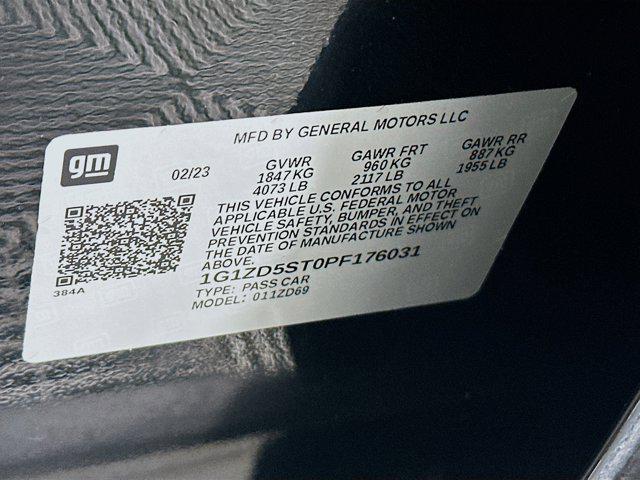 MFD BY GENERAL MOTORS LLC
gm
02/23
GVWR GAWR FRT GAWR RR
1847 KG 960 KG 887 KG
4073 LB 2117 LB 1955 LB
THIS VEHICLE CONFORMS TO ALL
APPLICABLE U.S. FEDERAL MOTOR
VEHICLE SAFETY, BUMPER, AND THEFT
PREVENTION STANDARDS IN EFFECT ON
THE DATE OF MANUFACTURE SHOWN
ABOVE.
384A
1G1ZD5ST0PF176031
TYPE: PASS CAR
MODEL: 011ZD69